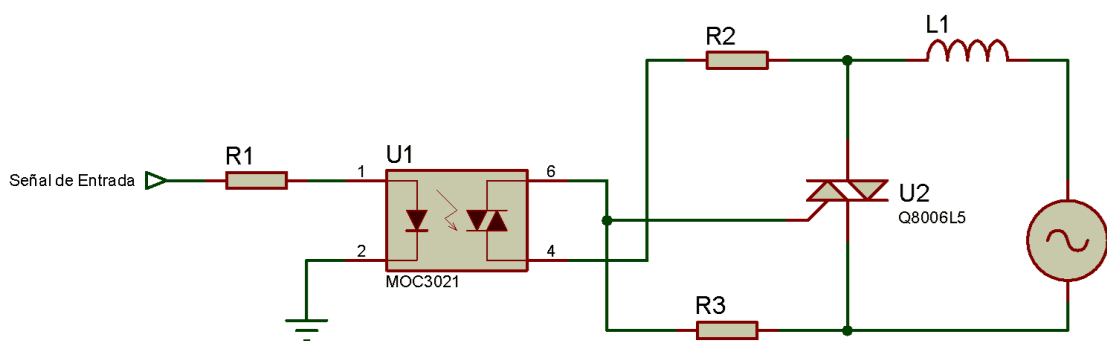 L1
R2
U1
R1
1
6
Señal de Entrada
U2
Q8006L5
2
4
MOC3021
R3